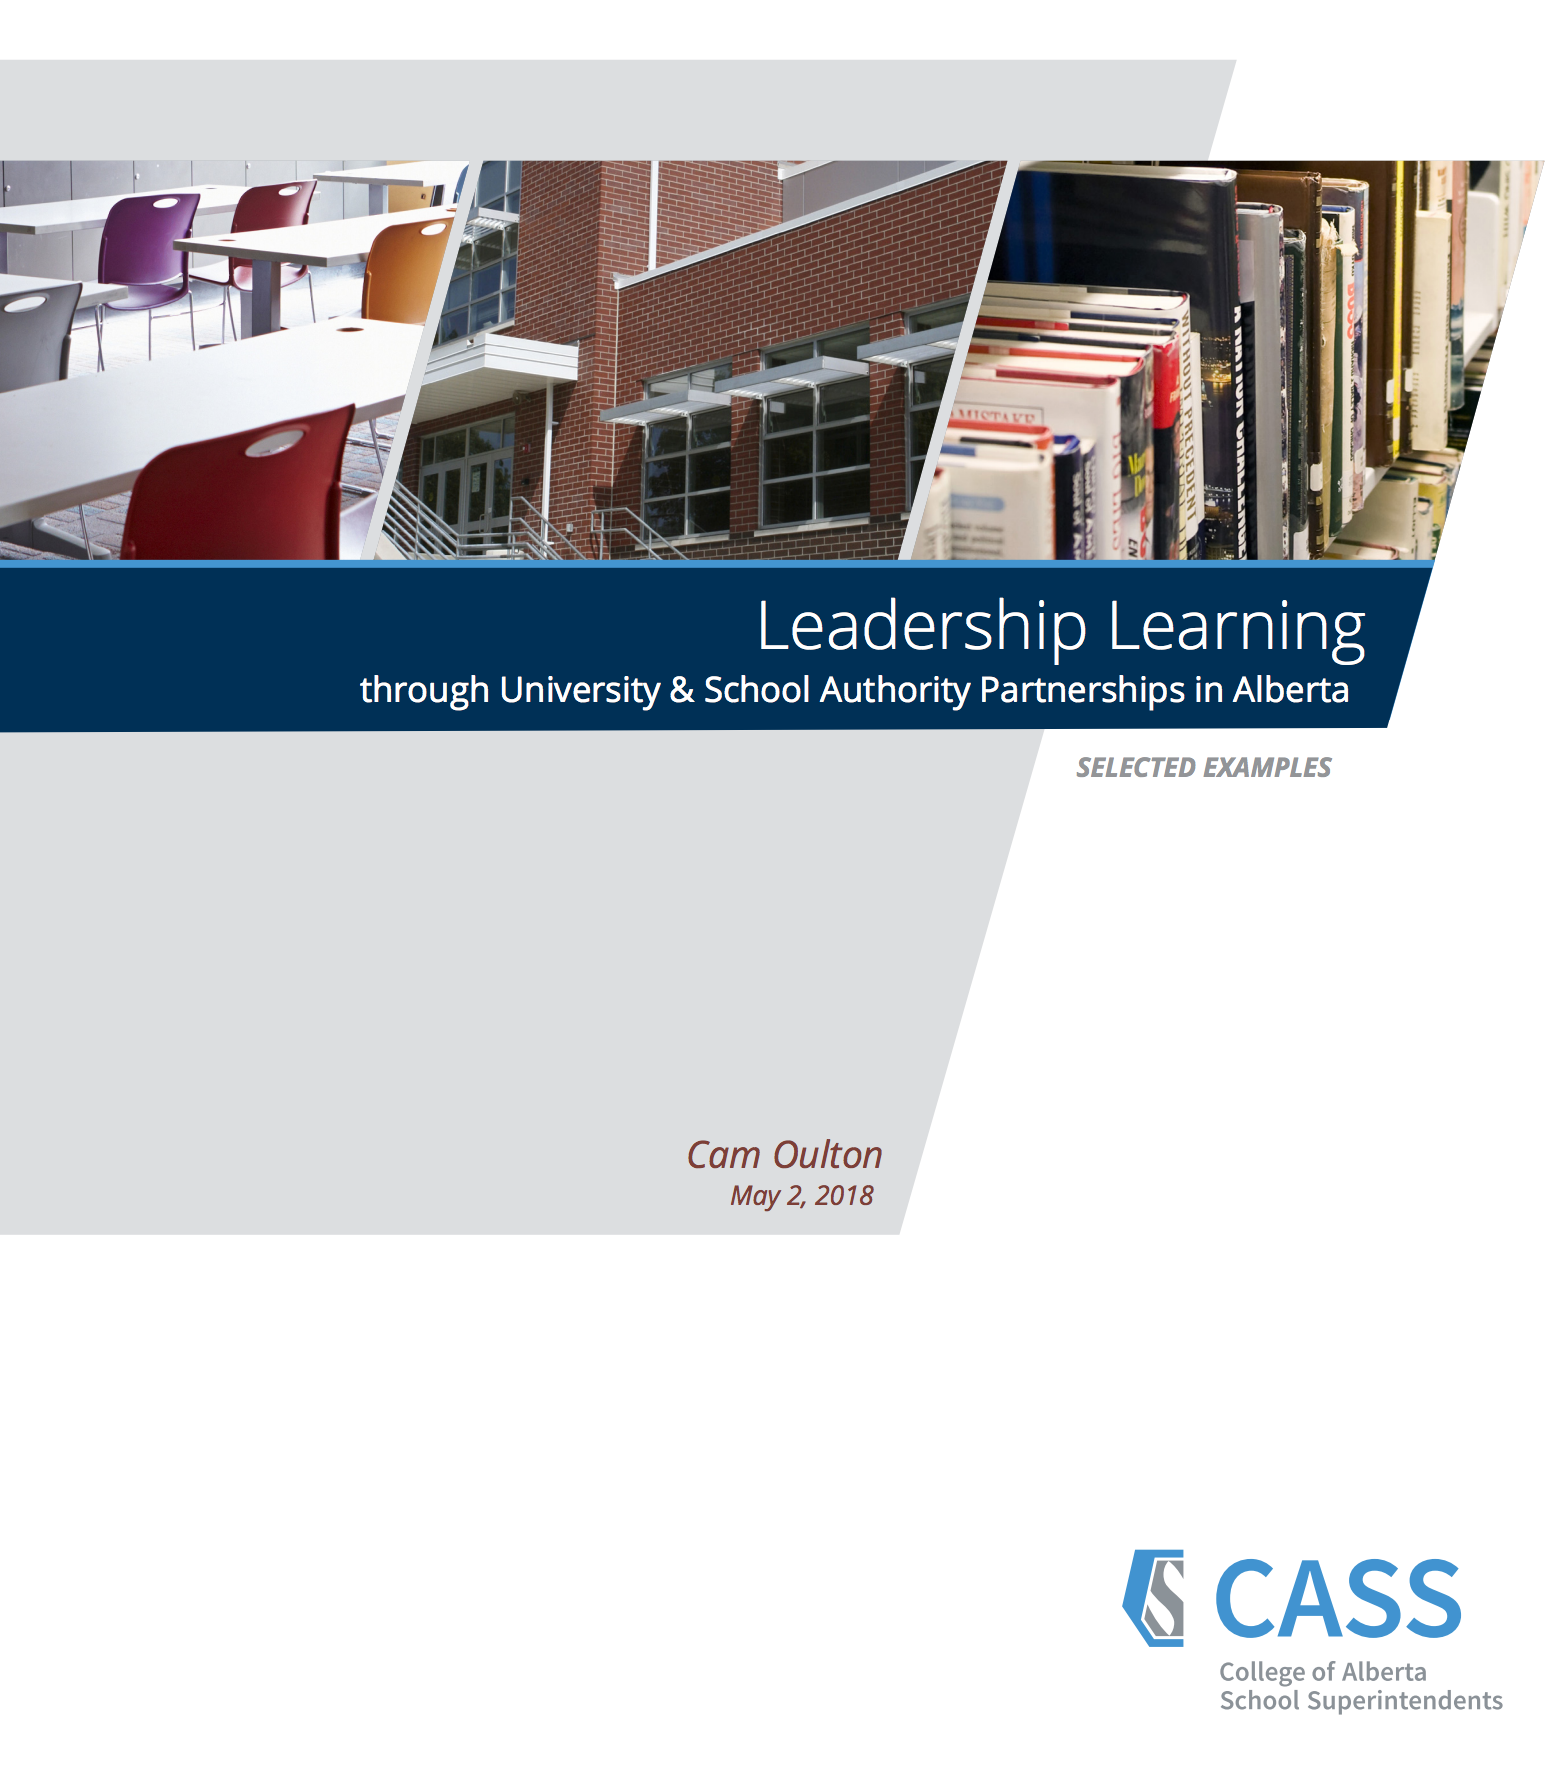 MISTAKE
Leadership Learning
through University & School Authority Partnerships in Alberta
SELECTED EXAMPLES
Cam Oulton
May 2, 2018
CASS
College of Alberta
School Superintendents